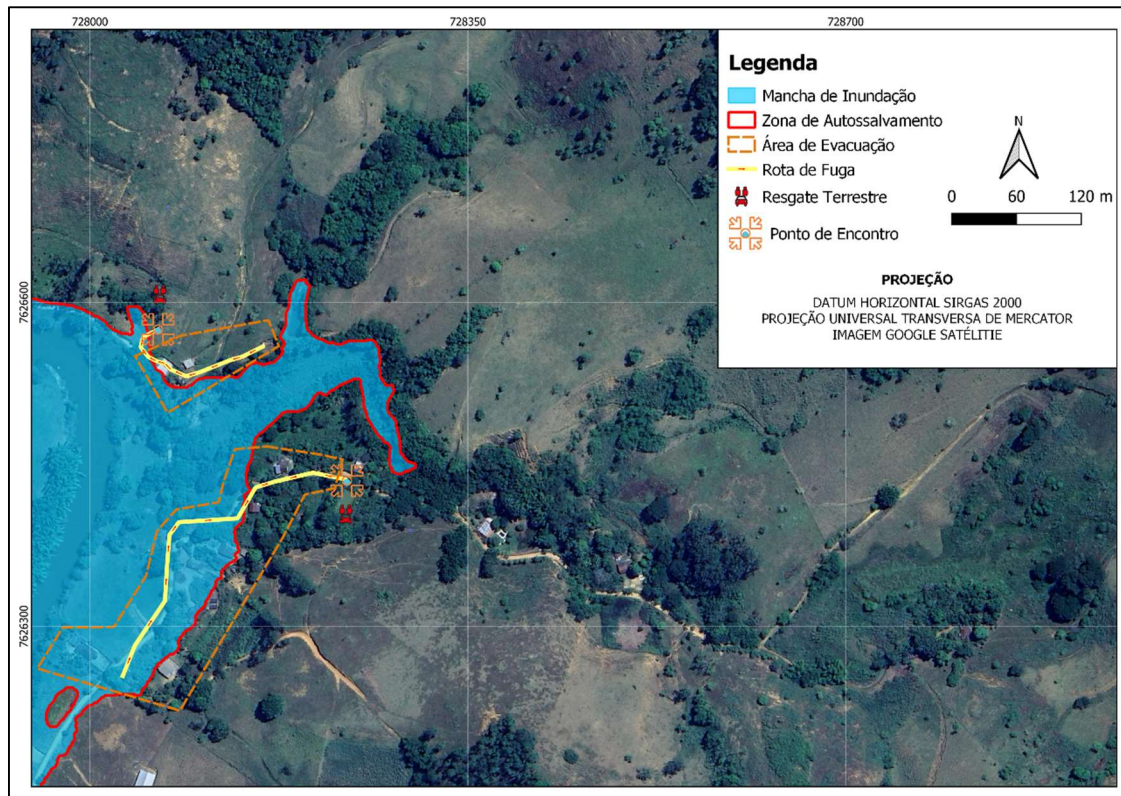 728000
728350
728700
Legenda
Mancha de Inundação
Zona de Autossalvamento
Área de Evacuação
Rota de Fuga
Resgate Terrestre
Ponto de Encontro
N
0 60 120 m
PROJEÇÃO
DATUM HORIZONTAL SIRGAS 2000
PROJEÇÃO UNIVERSAL TRANSVERSA DE MERCATOR
IMAGEM GOOGLE SATÉLITIE
7626600
7626300